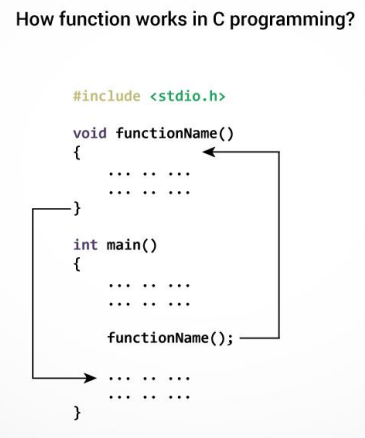 How function works in C programming?
#include <stdio.h>
void functionName()
{
... .. ...
... .. ...
}
int main()
{
... .. ...
... .. ...
functionName();
... .. ...
... .. ...
}